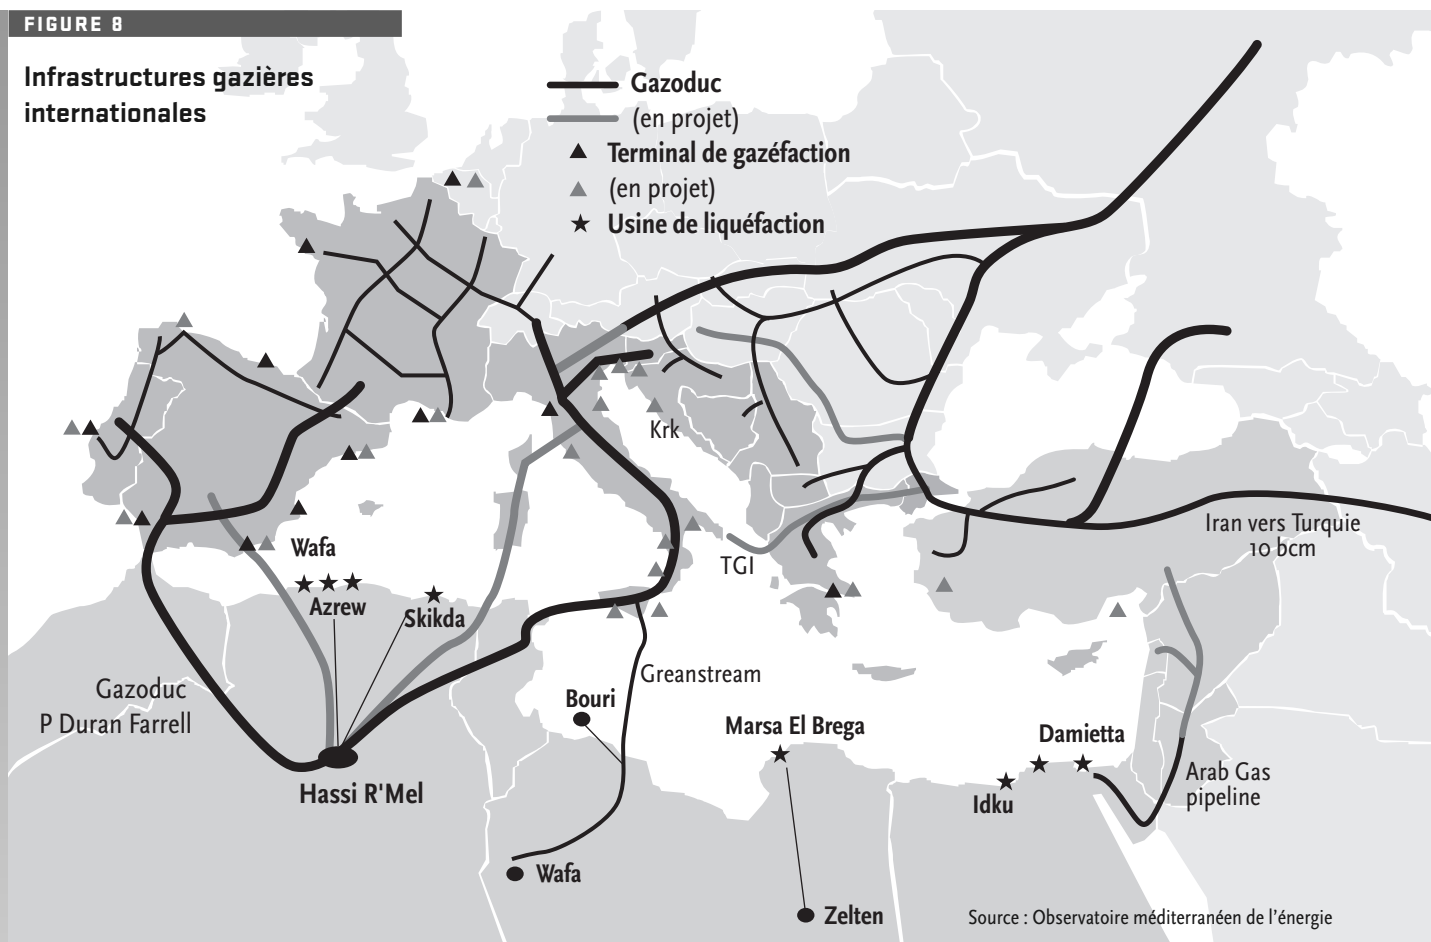 FIGURE 8
Infrastructures gazières
internationales
Gazoduc
(en projet)
Terminal de gazéfaction
(en projet)
Usine de liquéfaction
Krk
Iran vers Turquie
10 bcm
Wafa
TGI
Azrew
Skikda
Greanstream
Gazoduc
P Duran Farrell
Bouri
Marsa El Brega
Damietta
Arab Gas
pipeline
Hassi R'Mel
Idku
Wafa
Zelten
Source : Observatoire méditerranéen de l’énergie